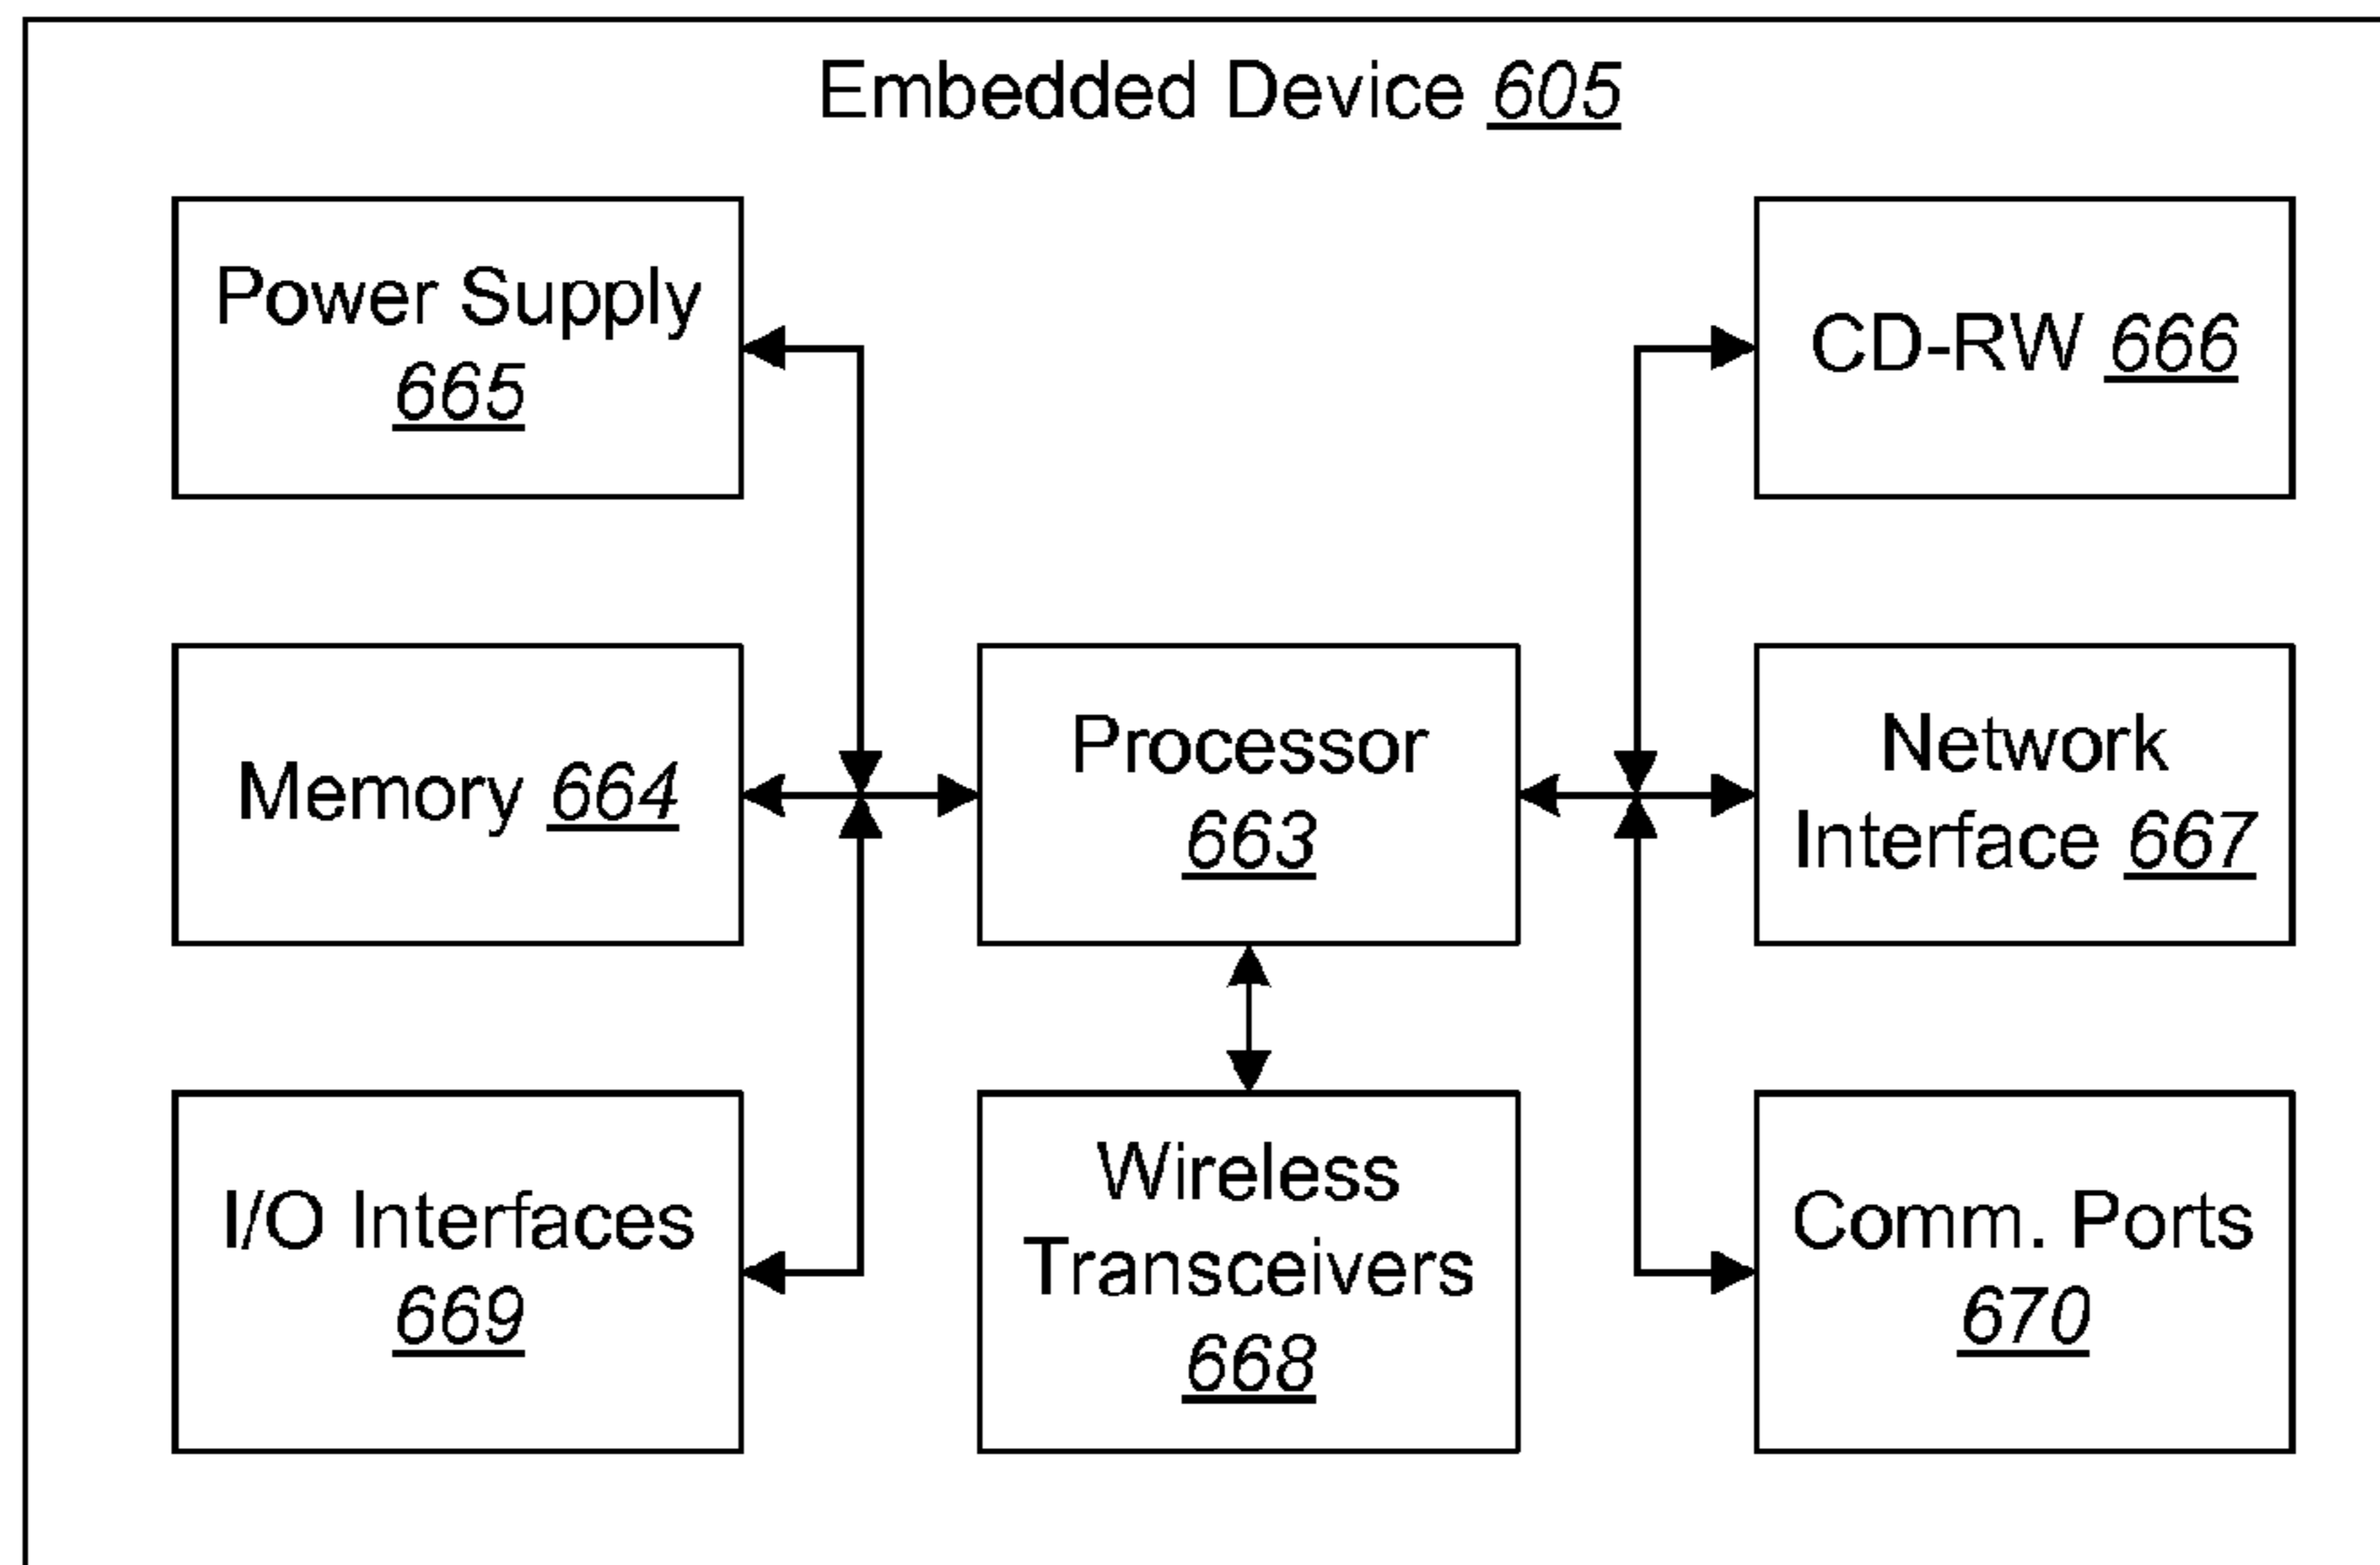 Embedded Device 605
Power Supply
665
CD-RW 666
Memory 664
Processor
663
Network
Interface 667
I/O Interfaces
669
Wireless
Transceivers
668
Comm. Ports
670